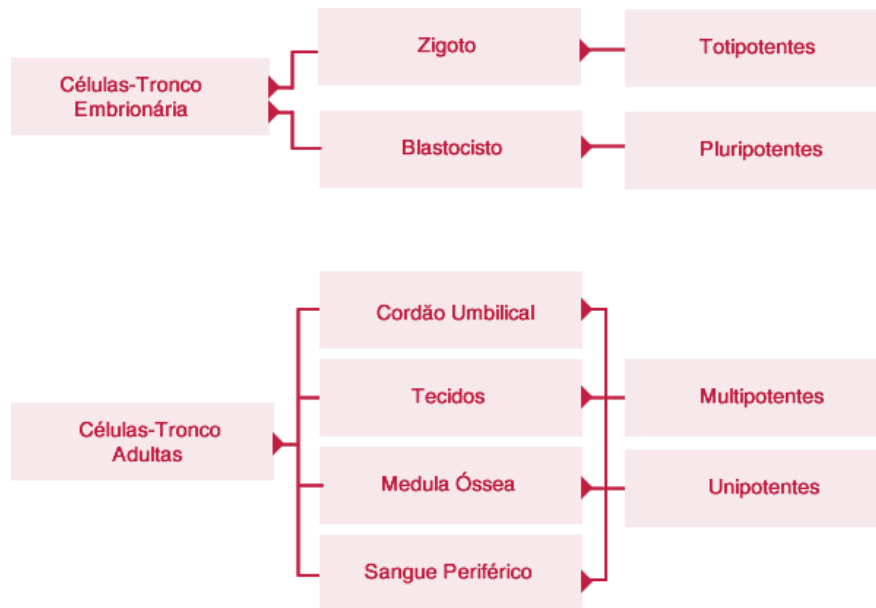 Células-Tronco
Embrionária
Zigoto
Totipotentes
Blastocisto
Pluripotentes
Células-Tronco
Adultas
Cordão Umbilical
Tecidos
Multipotentes
Medula Óssea
Unipotentes
Sangue Periférico